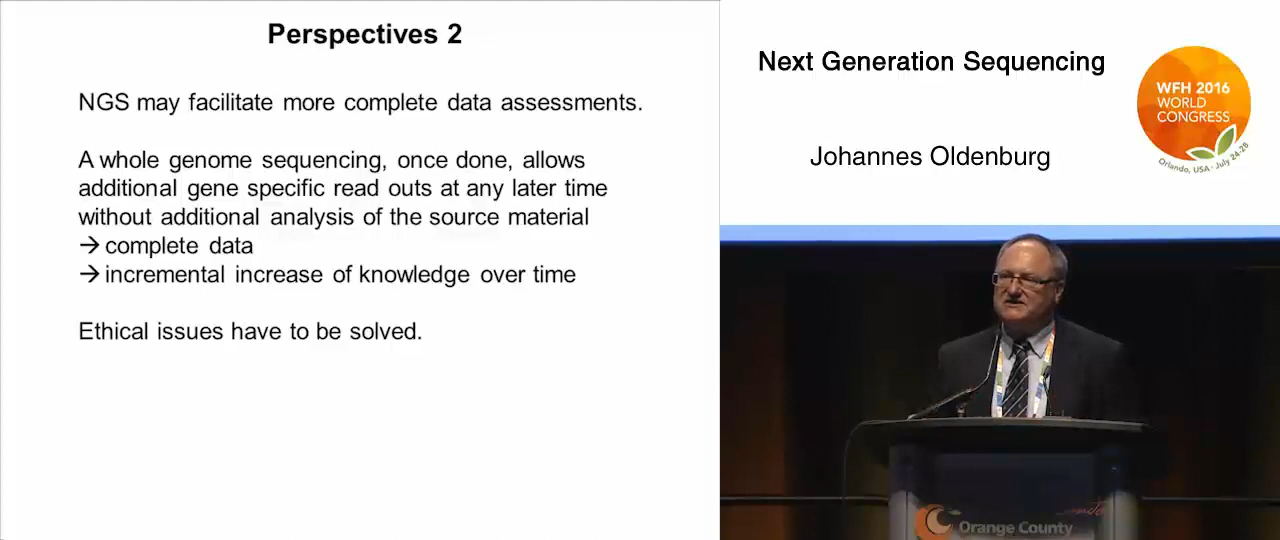 Perspectives 2
NGS may facilitate more complete data assessments.
A whole genome sequencing, once done, allows
additional gene specific read outs at any later time
without additional analysis of the source material
→ complete data
→ incremental increase of knowledge over time
Ethical issues have to be solved.
Next Generation Sequencing
Johannes Oldenburg
WFH 2016
WORLD
CONGRESS
Orlando, USA • July 24-28
Orange County